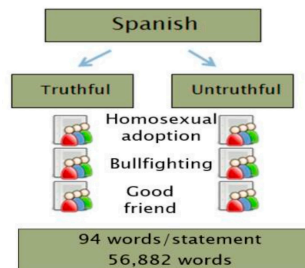 Spanish
Truthful
Untruthful
Homosexual
adoption
Bullfighting
Good
friend
94 words/statement
56,882 words